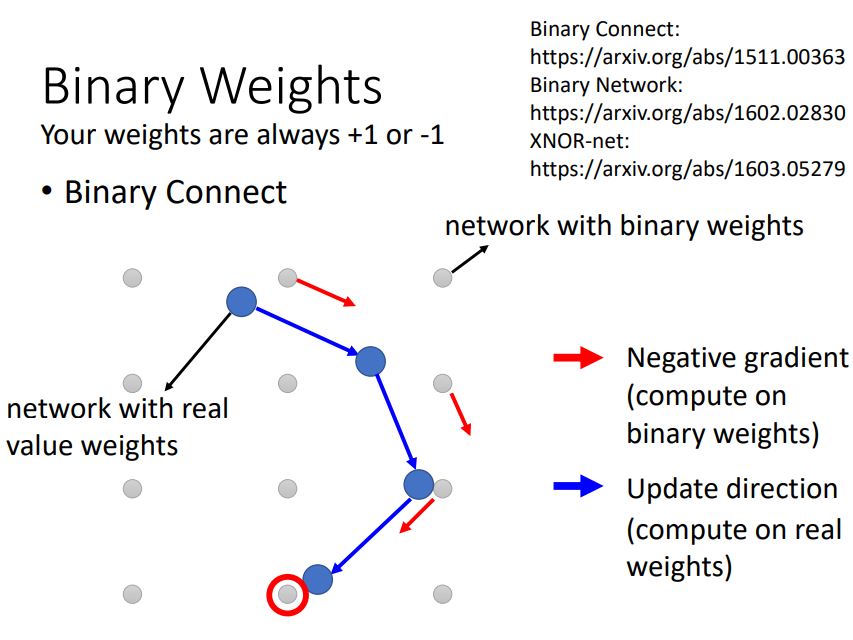 Binary Weights
Your weights are always +1 or -1
Binary Connect:
https://arxiv.org/abs/1511.00363
Binary Network:
https://arxiv.org/abs/1602.02830
XNOR-net:
https://arxiv.org/abs/1603.05279
• Binary Connect
network with binary weights
network with real
value weights
Negative gradient
(compute on
binary weights)
Update direction
(compute on real
weights)